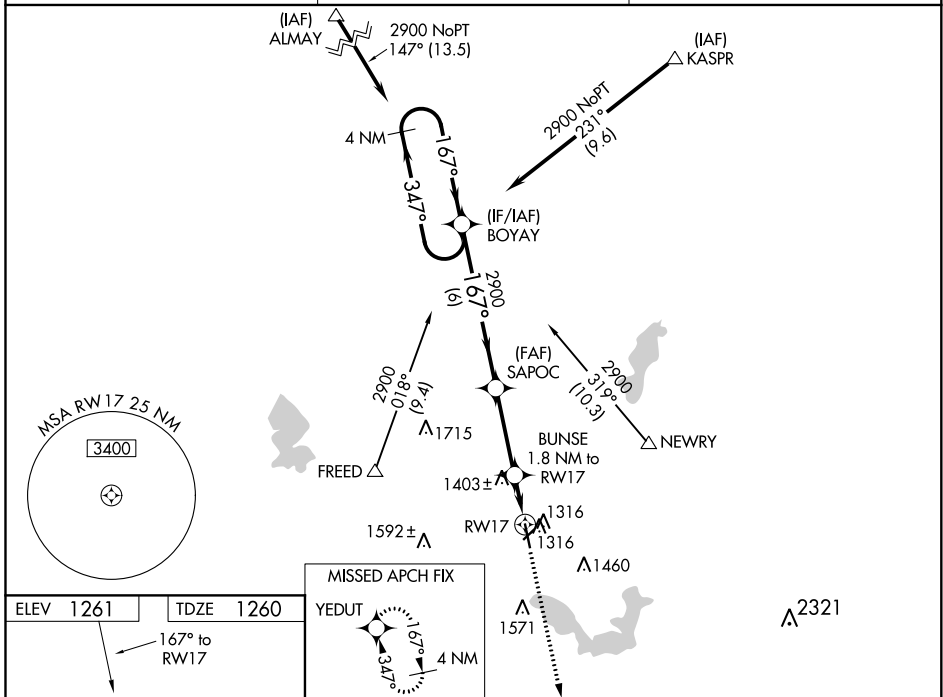 (IAF)
ALMAY
2900 NoPT
147° (13.5)
(IAF)
KASPR
2900 NoPT
231°
(9.6)
4 NM
167°
347°
(IF/IAF)
BOYAY
2900
167°
(6)
(FAF)
SAPOC
2900
018°
(9.4)
2900
319°
(10.3)
MSA RW17 25 NM
3400
1715
NEWRY
FREED
BUNSE
1.8 NM to
RW17
1403±
RW17
1316
1316
1592±
1460
MISSED APCH FIX
YEDUT
167°
347°
4 NM
1571
2321
ELEV 1261
TDZE 1260
167° to
RW17